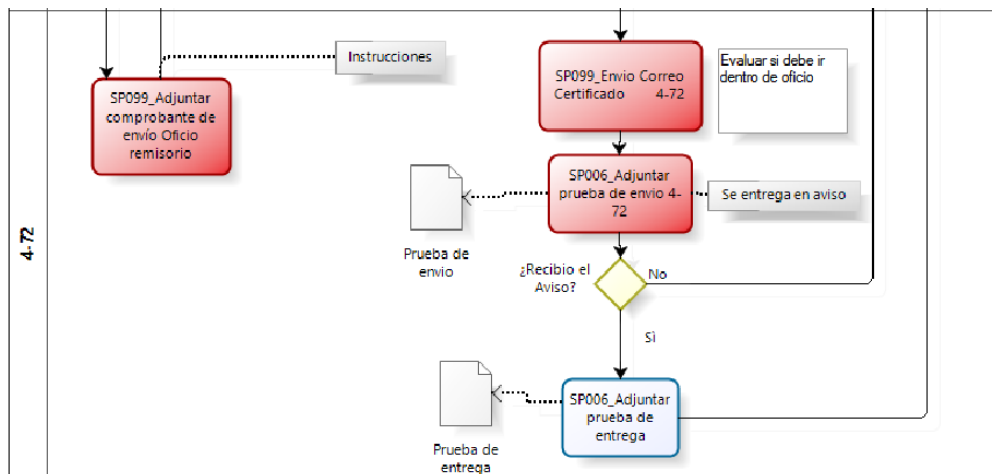 4-72
Instrucciones
SP099_Adjuntar
comprobante de
envío Oficio
remisorio
SP099_Envio Correo
Certificado 4-72
Evaluar si debe ir
dentro de oficio
SP006_Adjuntar
prueba de envio 4-
72
Se entrega en aviso
Prueba de
envio
¿Recibio el
Aviso?
No
Sì
SP006_Adjuntar
prueba de
entrega
Prueba de
entrega